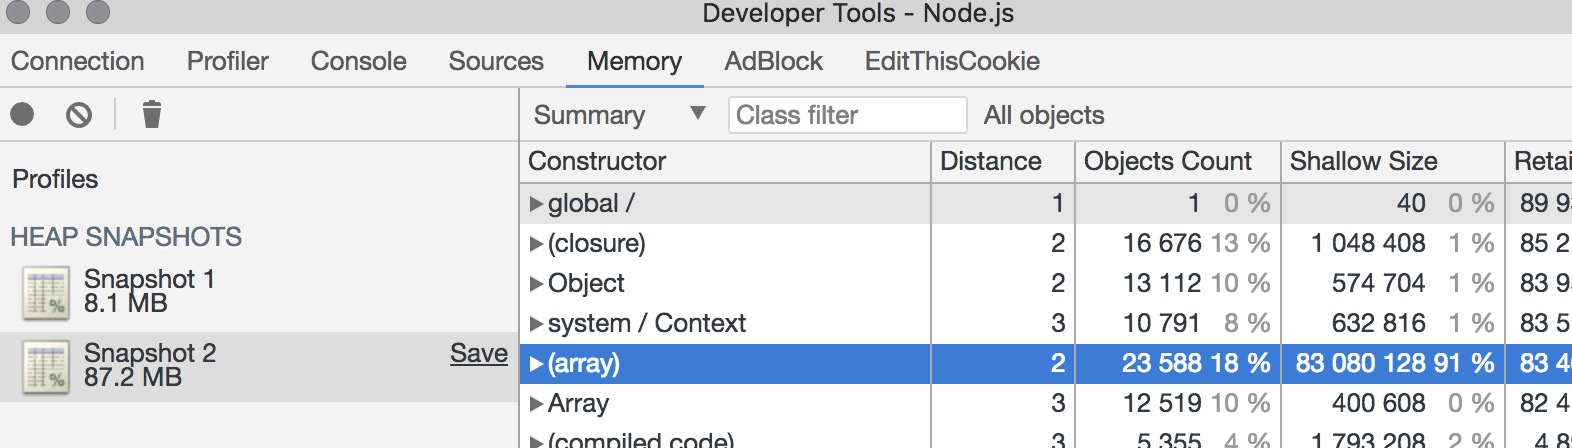 Developer Tools - Node.js
Connection Profiler Console Sources Memory AdBlock EditThisCookie
Summary ▼ Class filter All objects
Profiles
HEAP SNAPSHOTS
Snapshot 1
8.1 MB
Snapshot 2 Save
87.2 MB
Constructor Distance Objects Count Shallow Size Retai
global / 1 1 0 % 40 0 % 89 9
(closure) 2 16 676 13 % 1 048 408 1 % 85 2
Object 2 13 112 10 % 574 704 1 % 83 9
system / Context 3 10 791 8 % 632 816 1 % 83 5
(array) 2 23 588 18 % 83 080 128 91 % 83 4
Array 3 12 519 10 % 400 608 0 % 82 4
(compiled code) 3 5 355 4 % 1 793 208 2 % 4 8